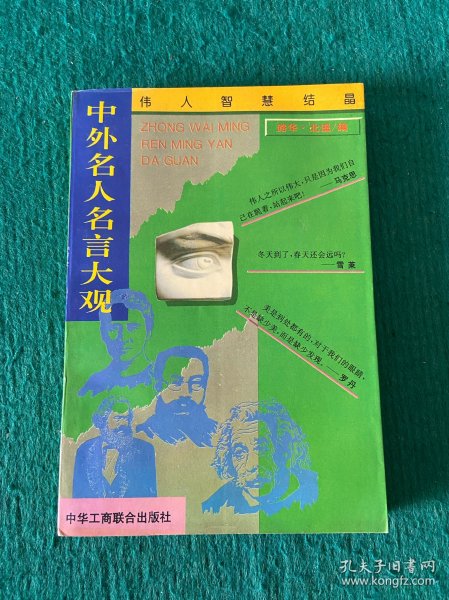 伟人智慧结晶
中外名人名言大观
ZHONG WAI MING
REN MING YAN
DA GUAN
伟人之所以伟大,只是因为我们自
己在跪着,站起来吧!
——马克思
冬天到了,春天还会远吗?
——雪莱
美是到处都有的,对于我们的眼睛,
不是缺少美,而是缺少发现。——罗丹
中华工商联合出版社
孔夫子旧书网
www.kongfz.com